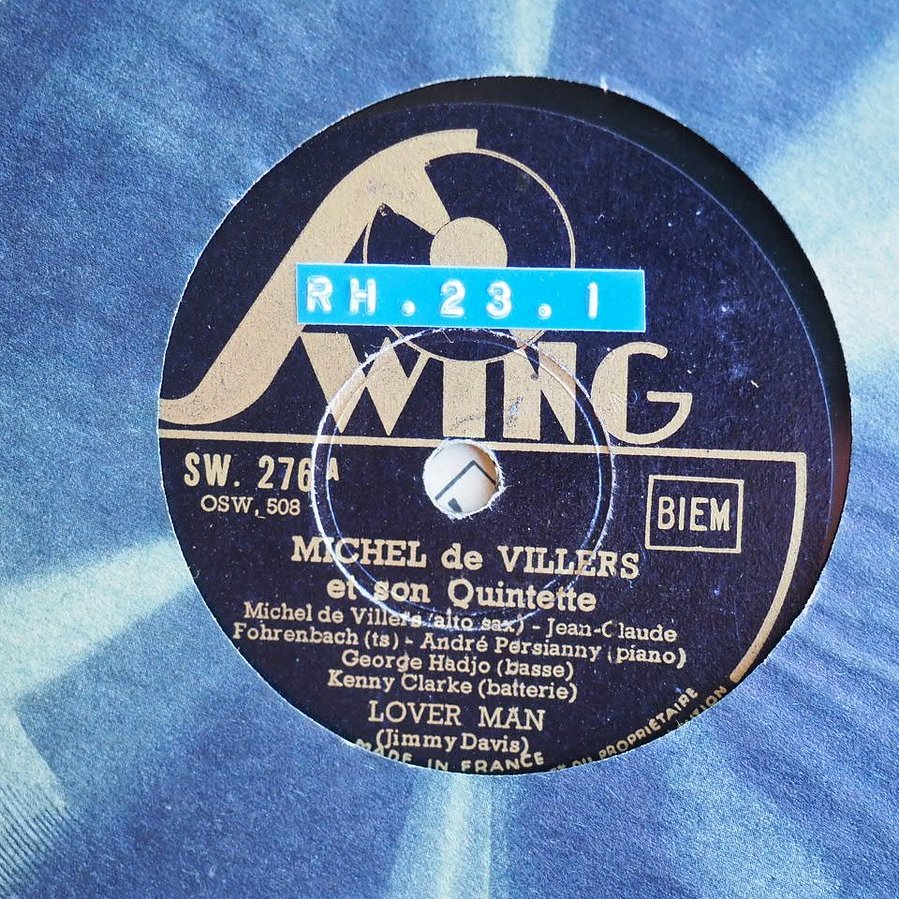 RH.23.1
SWING
SW. 276 A
OSW. 508
BIEM
MICHEL de VILLERS
et son Quintette
Michel de Villers (alto sax) - Jean-Claude
Fohrenbach (ts) - André Persianny (piano)
George Hadjo (basse)
Kenny Clarke (batterie)
LOVER MAN
(Jimmy Davis)
MADE IN FRANCE
DU PROPRIÉTAIRE